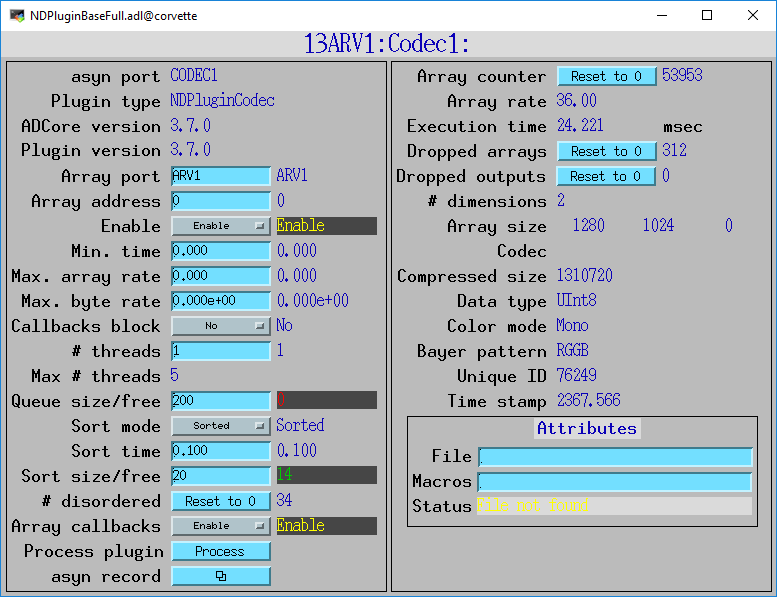 NDPluginBaseFull.adl@corvette
13ARV1:Codec1:
asyn port CODEC1
Plugin type NDPluginCodec
ADCore version 3.7.0
Plugin version 3.7.0
Array port ARV1 ARV1
Array address 0 0
Enable Enable Enable
Min. time 0.000 0.000
Max. array rate 0.000 0.000
Max. byte rate 0.000e+00 0.000e+00
Callbacks block No No
# threads 1 1
Max # threads 5
Queue size/free 200
Sort mode Sorted Sorted
Sort time 0.100 0.100
Sort size/free 20 14
# disordered Reset to 0 34
Array callbacks Enable Enable
Process plugin Process
asyn record
Array counter Reset to 0 53953
Array rate 36.00
Execution time 24.221 msec
Dropped arrays Reset to 0 312
Dropped outputs Reset to 0 0
# dimensions 2
Array size 1280 1024 0
Codec
Compressed size 1310720
Data type UInt8
Color mode Mono
Bayer pattern RGGB
Unique ID 76249
Time stamp 2367.566
Attributes
File
Macros
Status File not found